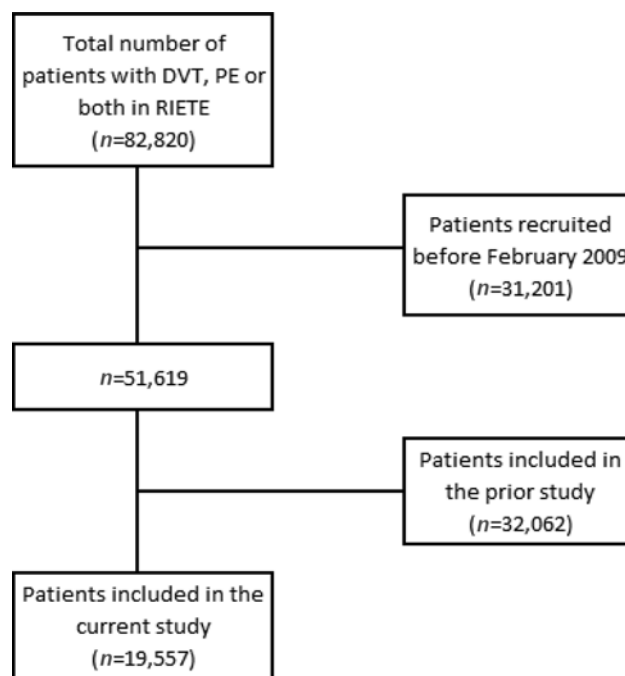 Total number of
patients with DVT, PE or
both in RIETE
(n=82,820)
Patients recruited
before February 2009
(n=31,201)
n=51,619
Patients included in
the prior study
(n=32,062)
Patients included in the
current study
(n=19,557)